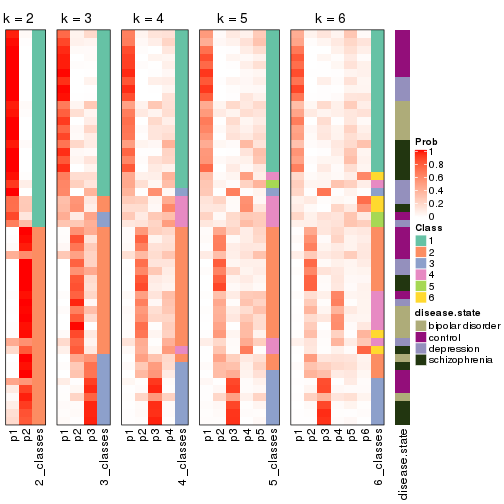 k = 2
k = 3
k = 4
k = 5
k = 6
Prob
1
0.8
0.6
0.4
0.2
0
Class
1
2
3
4
5
6
disease.state
bipolar disorder
control
depression
schizophrenia
p1
p2
2_classes
p1
p2
p3
3_classes
p1
p2
p3
p4
4_classes
p1
p2
p3
p4
p5
5_classes
p1
p2
p3
p4
p5
p6
6_classes
disease.state